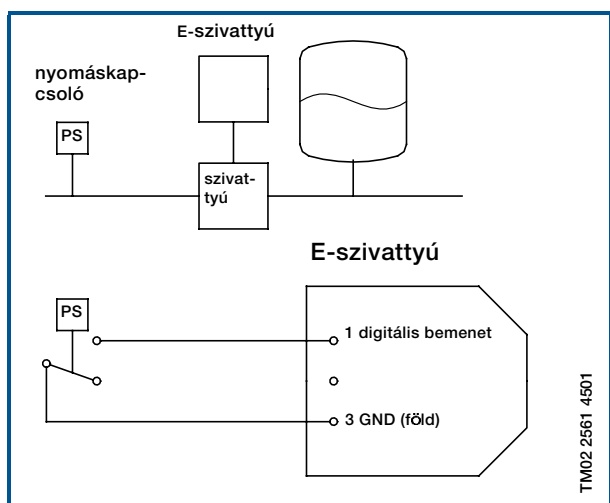 E-szivattyú
nyomáskap-
csoló
PS
szivat-
tyú
E-szivattyú
PS
1 digitális bemenet
3 GND (föld)
TM02 2561 4501